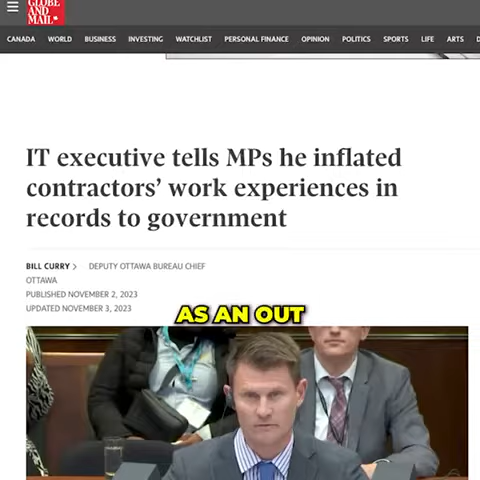 GLOBE
AND
MAIL*
CANADA WORLD BUSINESS INVESTING WATCHLIST PERSONAL FINANCE OPINION POLITICS SPORTS LIFE ARTS D
IT executive tells MPs he inflated
contractors’ work experiences in
records to government
BILL CURRY > DEPUTY OTTAWA BUREAU CHIEF
OTTAWA
PUBLISHED NOVEMBER 2, 2023
UPDATED NOVEMBER 3, 2023
AS AN OUT